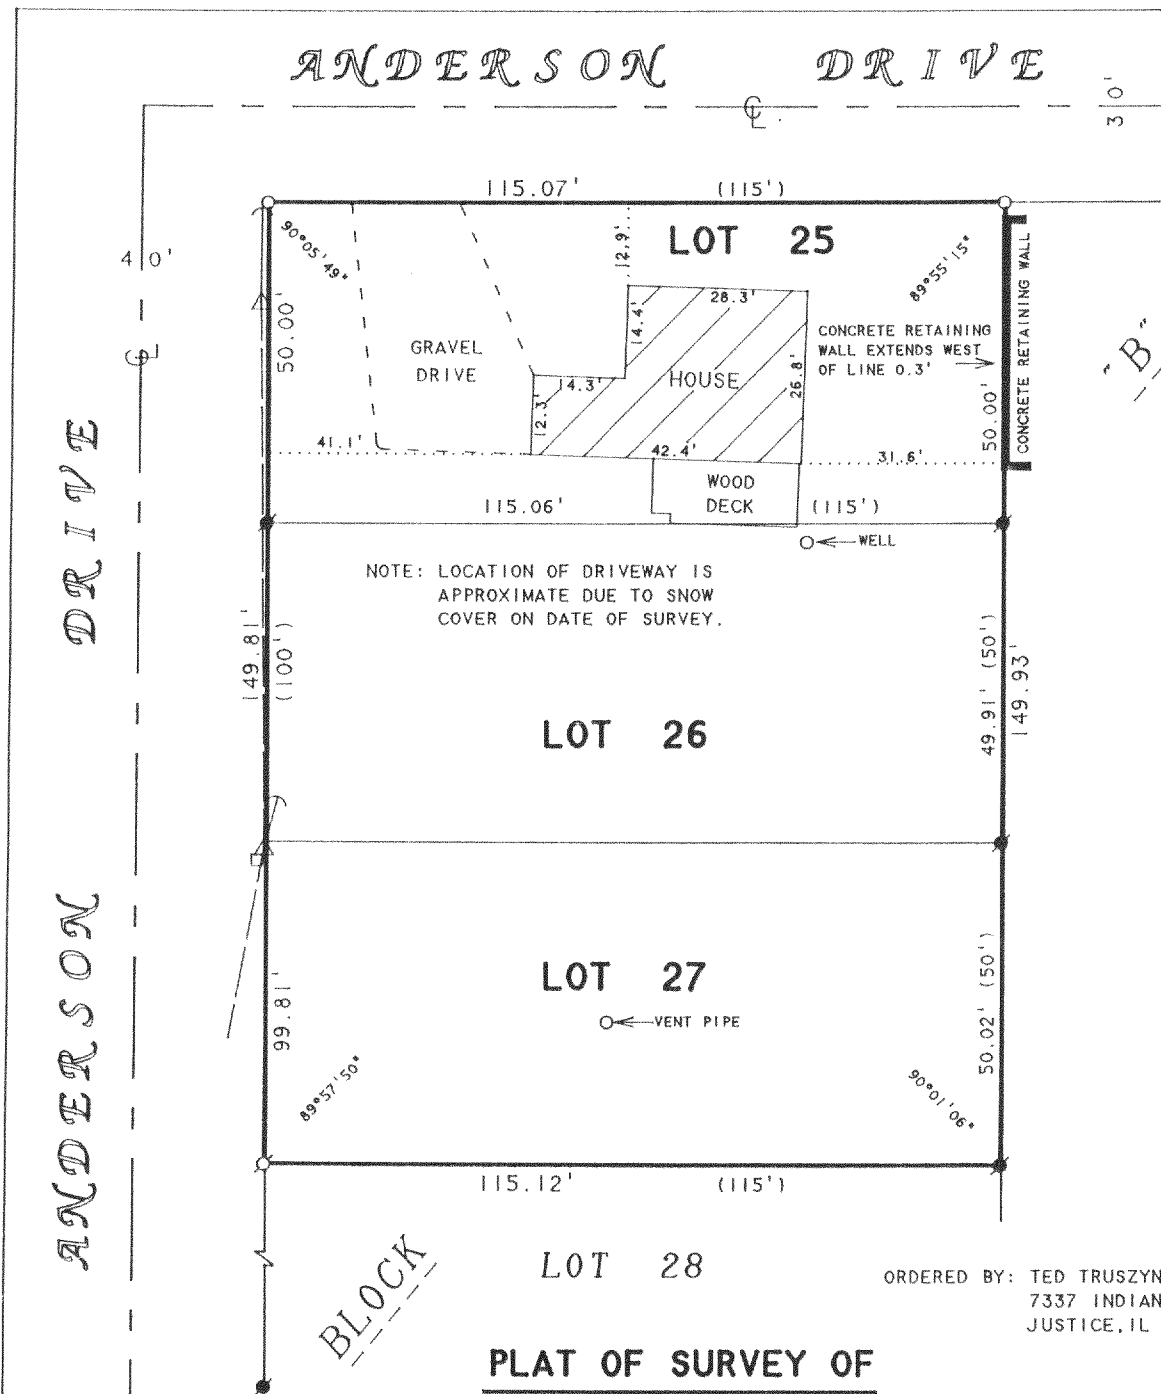 ANDERSON DRIVE
℄
30'
115.07' (115')
40'
℄
90°05'49"
12.9'
LOT 25
89°55'15"
50.00'
28.3'
14.4'
GRAVEL
DRIVE
CONCRETE RETAINING
WALL EXTENDS WEST
OF LINE 0.3'
CONCRETE RETAINING WALL
"B"
14.3'
HOUSE
26.8'
12.3'
50.00'
41.1'
42.4'
31.6'
WOOD
DECK
115.06' (115')
WELL
NOTE: LOCATION OF DRIVEWAY IS
APPROXIMATE DUE TO SNOW
COVER ON DATE OF SURVEY.
ANDERSON DRIVE
149.81'
(100')
49.91' (50')
149.93'
LOT 26
LOT 27
VENT PIPE
99.81'
50.02' (50')
89°57'50"
90°01'06"
115.12' (115')
BLOCK
LOT 28
ORDERED BY: TED TRUSZYN
7337 INDIAN
JUSTICE, IL
PLAT OF SURVEY OF